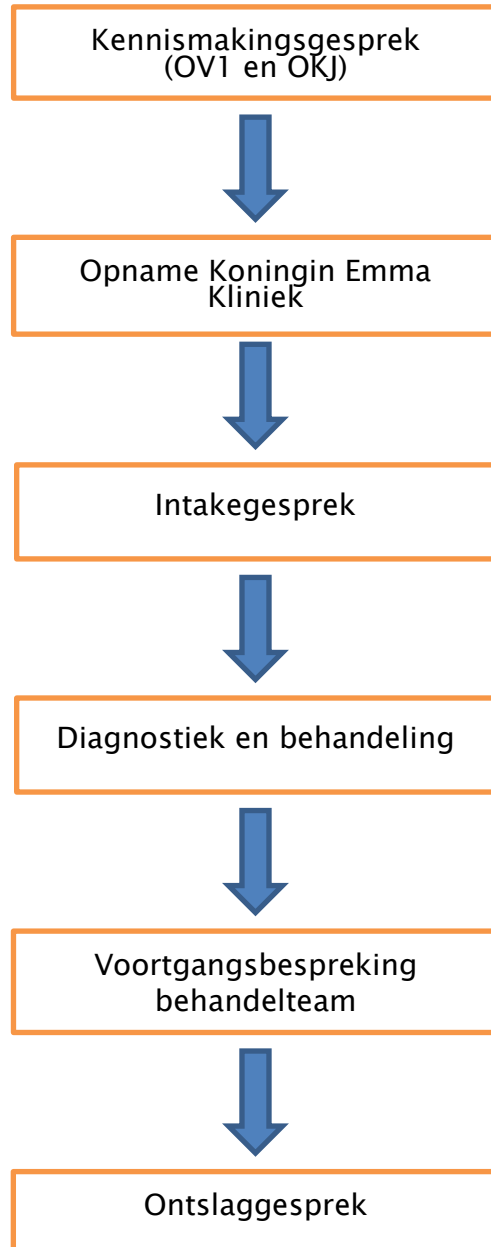 Kennismakingsgesprek
(OV1 en OKJ)
Opname Koningin Emma
Kliniek
Intakegesprek
Diagnostiek en behandeling
Voortgangsbespreking
behandelteam
Ontslaggesprek